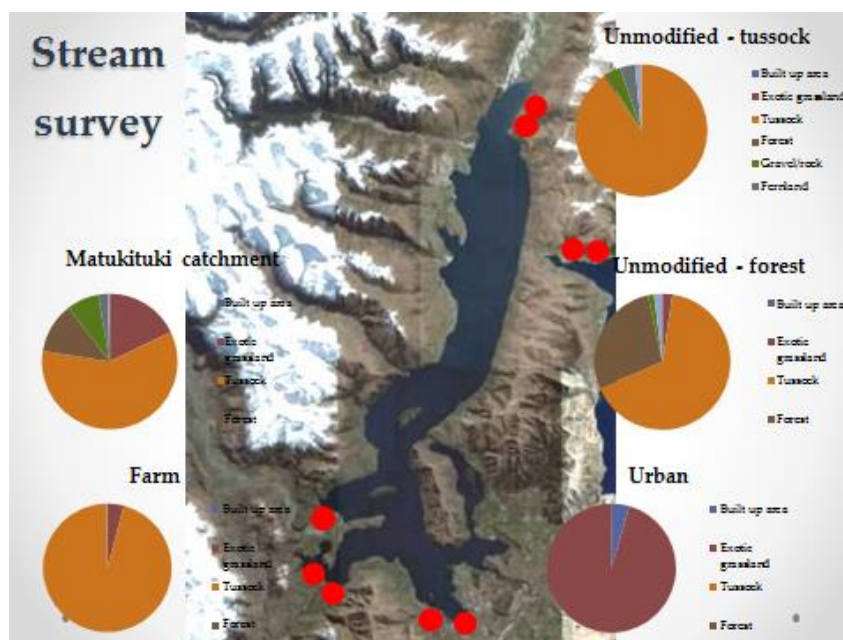 Stream
survey
Unmodified - tussock
Built up area
Exotic grassland
Tussock
Forest
Gravel/rock
Fernland
Matukituki catchment
Built up area
Exotic
grassland
Tussock
Forest
Unmodified - forest
Built up area
Exotic
grassland
Tussock
Forest
Farm
Built up area
Exotic
grassland
Tussock
Forest
Urban
Built up area
Exotic
grassland
Tussock
Forest